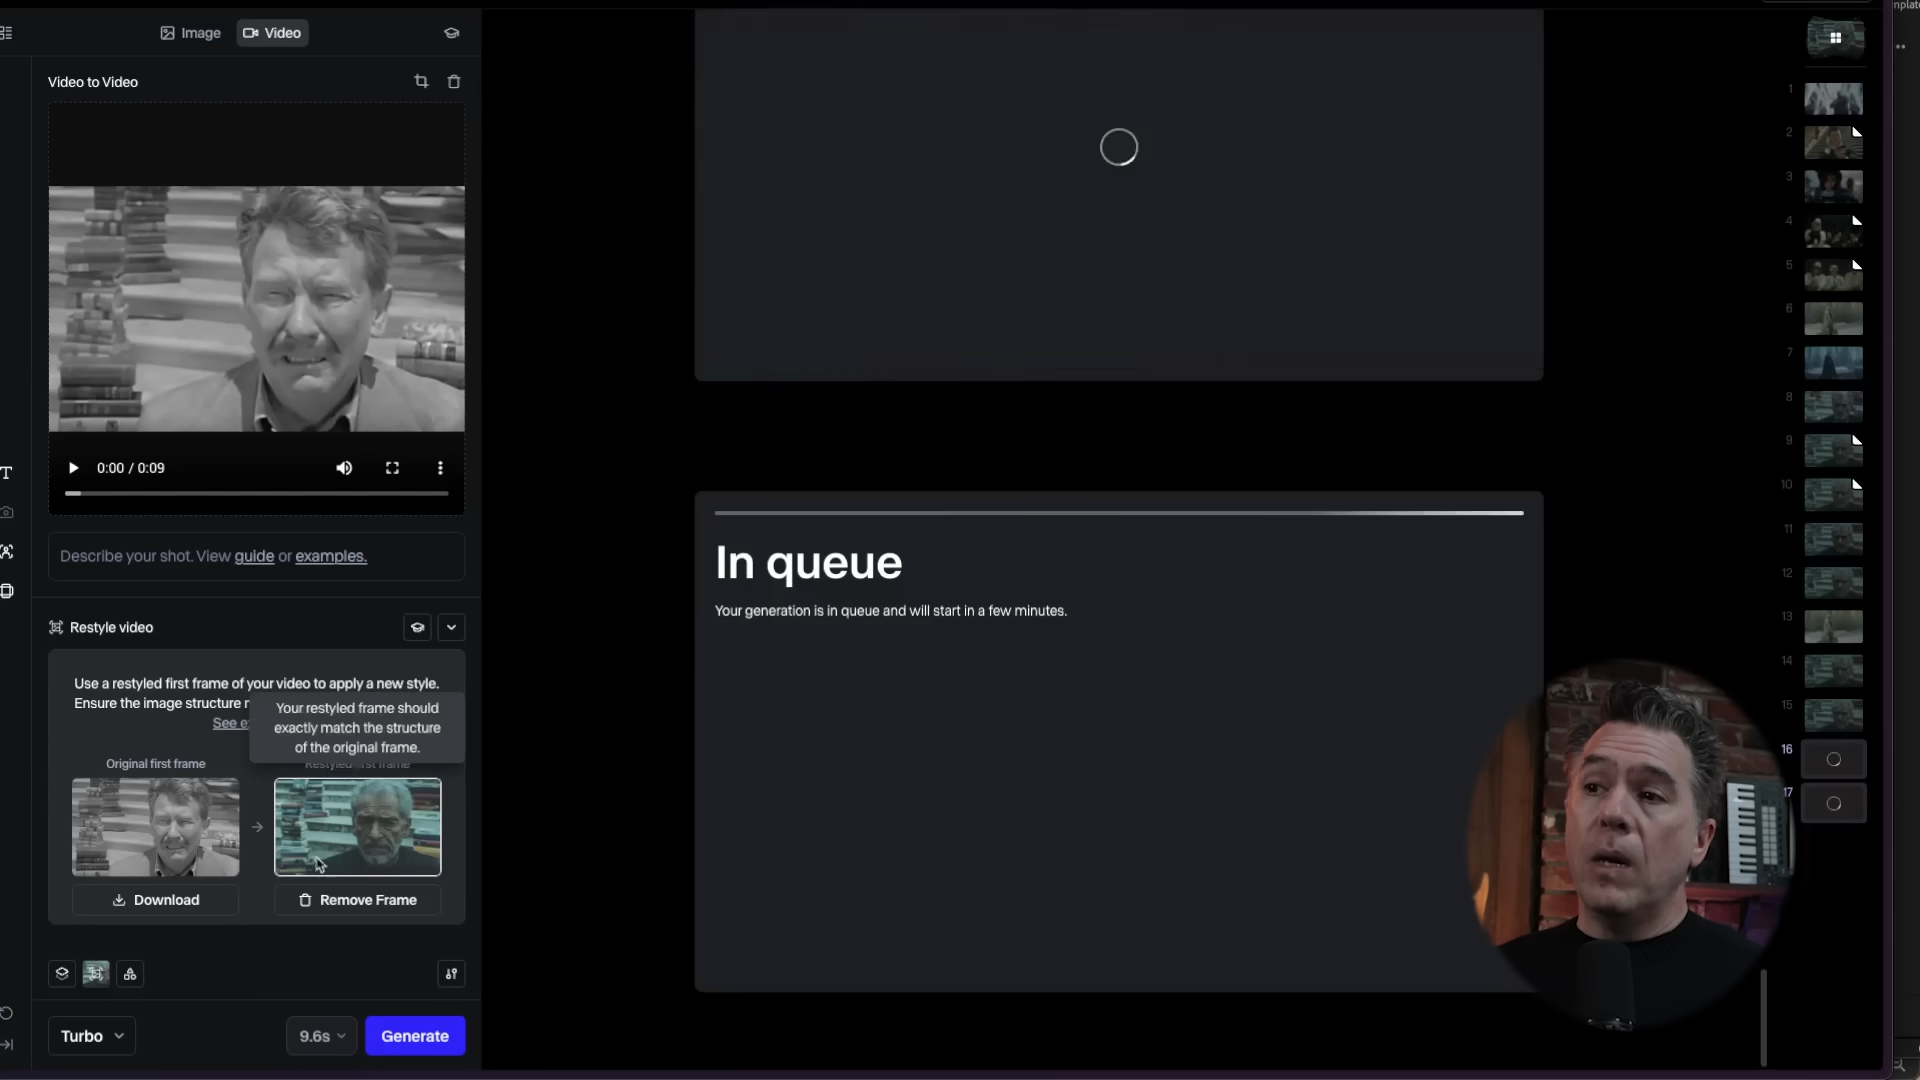 Image
Video
Video to Video
0:00 / 0:09
Describe your shot. View guide or examples.
Restyle video
Use a restyled first frame of your video to apply a new style.
Ensure the image structure
See
Your restyled frame should
exactly match the structure
of the original frame.
Original first frame
Restyled first frame
Download
Remove Frame
Turbo
9.6s
Generate
In queue
Your generation is in queue and will start in a few minutes.
1
2
3
4
5
6
7
8
9
10
11
12
13
14
15
16
17